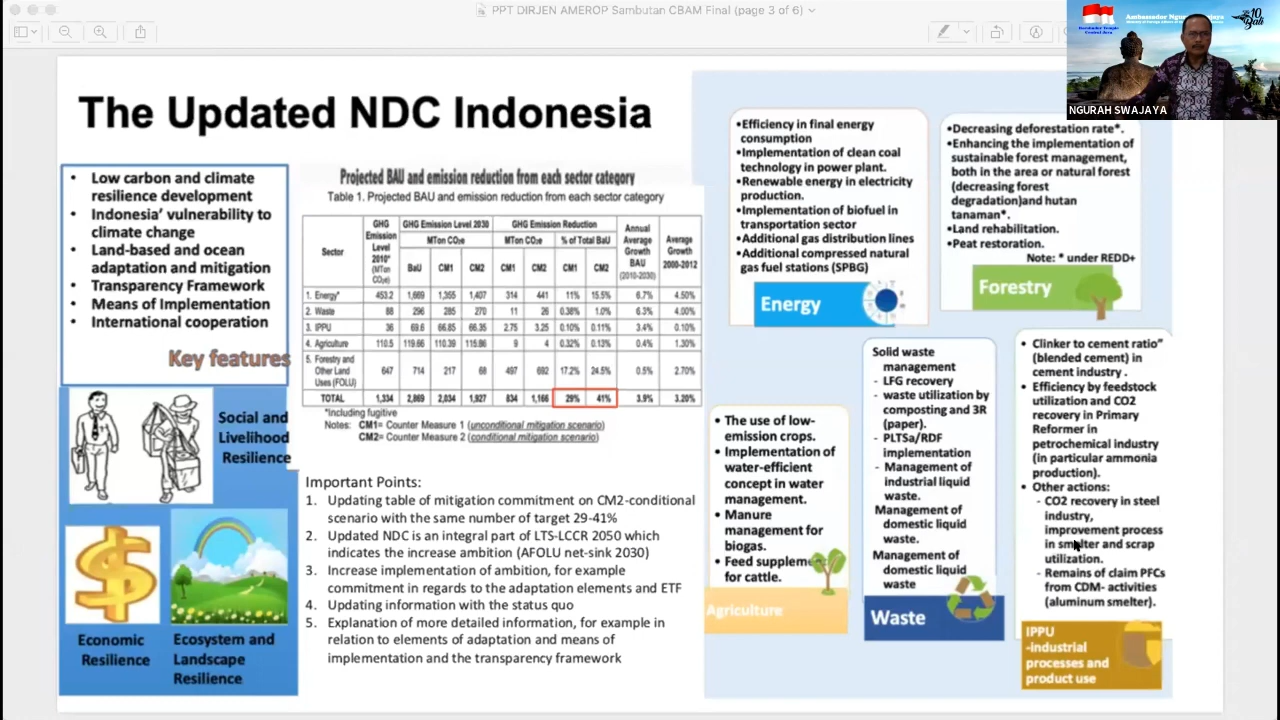 PPT DIRJEN AMEROP Sambutan CBAM Final (page 3 of 6)
NGURAH SWAJAYA
The Updated NDC Indonesia
• Low carbon and climate
resilience development
• Indonesia' vulnerability to
climate change
• Land-based and ocean
adaptation and mitigation
• Transparency Framework
• Means of Implementation
• International cooperation
Key features
Social and
Livelihood
Resilience
Economic
Resilience
Ecosystem and
Landscape
Resilience
Projected BAU and emission reduction from each sector category
Table 1. Projected BAU and emission reduction from each sector category
Sector GHG Emission Level 2010* (MTon CO₂e) GHG Emission Level 2030 GHG Emission Reduction Annual Average Growth BAU (2010-2030) Average Growth 2000-2012
MTon CO₂e MTon CO₂e % of Total BaU
BaU CM1 CM2 CM1 CM2 CM1 CM2
1. Energy* 453.2 1,669 1,355 1,407 314 441 11% 15.5% 6.7% 4.50%
2. Waste 88 296 285 270 11 26 0.38% 1.0% 6.3% 4.00%
3. IPPU 36 69.6 66.85 66.35 2.75 3.25 0.10% 0.11% 3.4% 0.10%
4. Agriculture 110.5 119.66 110.39 115.86 9 4 0.32% 0.13% 0.4% 1.30%
5. Forestry and Other Land Uses (FOLU) 647 714 217 68 497 692 17.2% 24.5% 0.5% 2.70%
TOTAL 1,334 2,869 2,034 1,927 834 1,166 29% 41% 3.9% 3.20%
*Including fugitive
Notes: CM1= Counter Measure 1 (unconditional mitigation scenario)
CM2= Counter Measure 2 (conditional mitigation scenario)
Important Points:
1. Updating table of mitigation commitment on CM2-conditional
scenario with the same number of target 29-41%
2. Updated NDC is an integral part of LTS-LCCR 2050 which
indicates the increase ambition (AFOLU net-sink 2030)
3. Increase implementation of ambition, for example
commitment in regards to the adaptation elements and ETF
4. Updating information with the status quo
5. Explanation of more detailed information, for example in
relation to elements of adaptation and means of
implementation and the transparency framework
•Efficiency in final energy
consumption
•Implementation of clean coal
technology in power plant.
•Renewable energy in electricity
production.
•Implementation of biofuel in
transportation sector
•Additional gas distribution lines
•Additional compressed natural
gas fuel stations (SPBG)
Energy
•Decreasing deforestation rate*.
•Enhancing the implementation of
sustainable forest management,
both in the area or natural forest
(decreasing forest
degradation)and hutan
tanaman*.
•Land rehabilitation.
•Peat restoration.
Note: * under REDD+
Forestry
• The use of low-
emission crops.
• Implementation of
water-efficient
concept in water
management.
• Manure
management for
biogas.
• Feed supplement
for cattle.
Agriculture
Solid waste
management
- LFG recovery
- waste utilization by
composting and 3R
(paper).
- PLTSa/RDF
implementation
- Management of
industrial liquid
waste.
Management of
domestic liquid
waste.
Management of
domestic liquid
waste
Waste
• Clinker to cement ratio"
(blended cement) in
cement industry .
• Efficiency by feedstock
utilization and CO2
recovery in Primary
Reformer in
petrochemical industry
(in particular ammonia
production).
• Other actions:
- CO2 recovery in steel
industry,
improvement process
in smelter and scrap
utilization.
- Remains of claim PFCs
from CDM- activities
(aluminum smelter).
IPPU
-industrial
processes and
product use